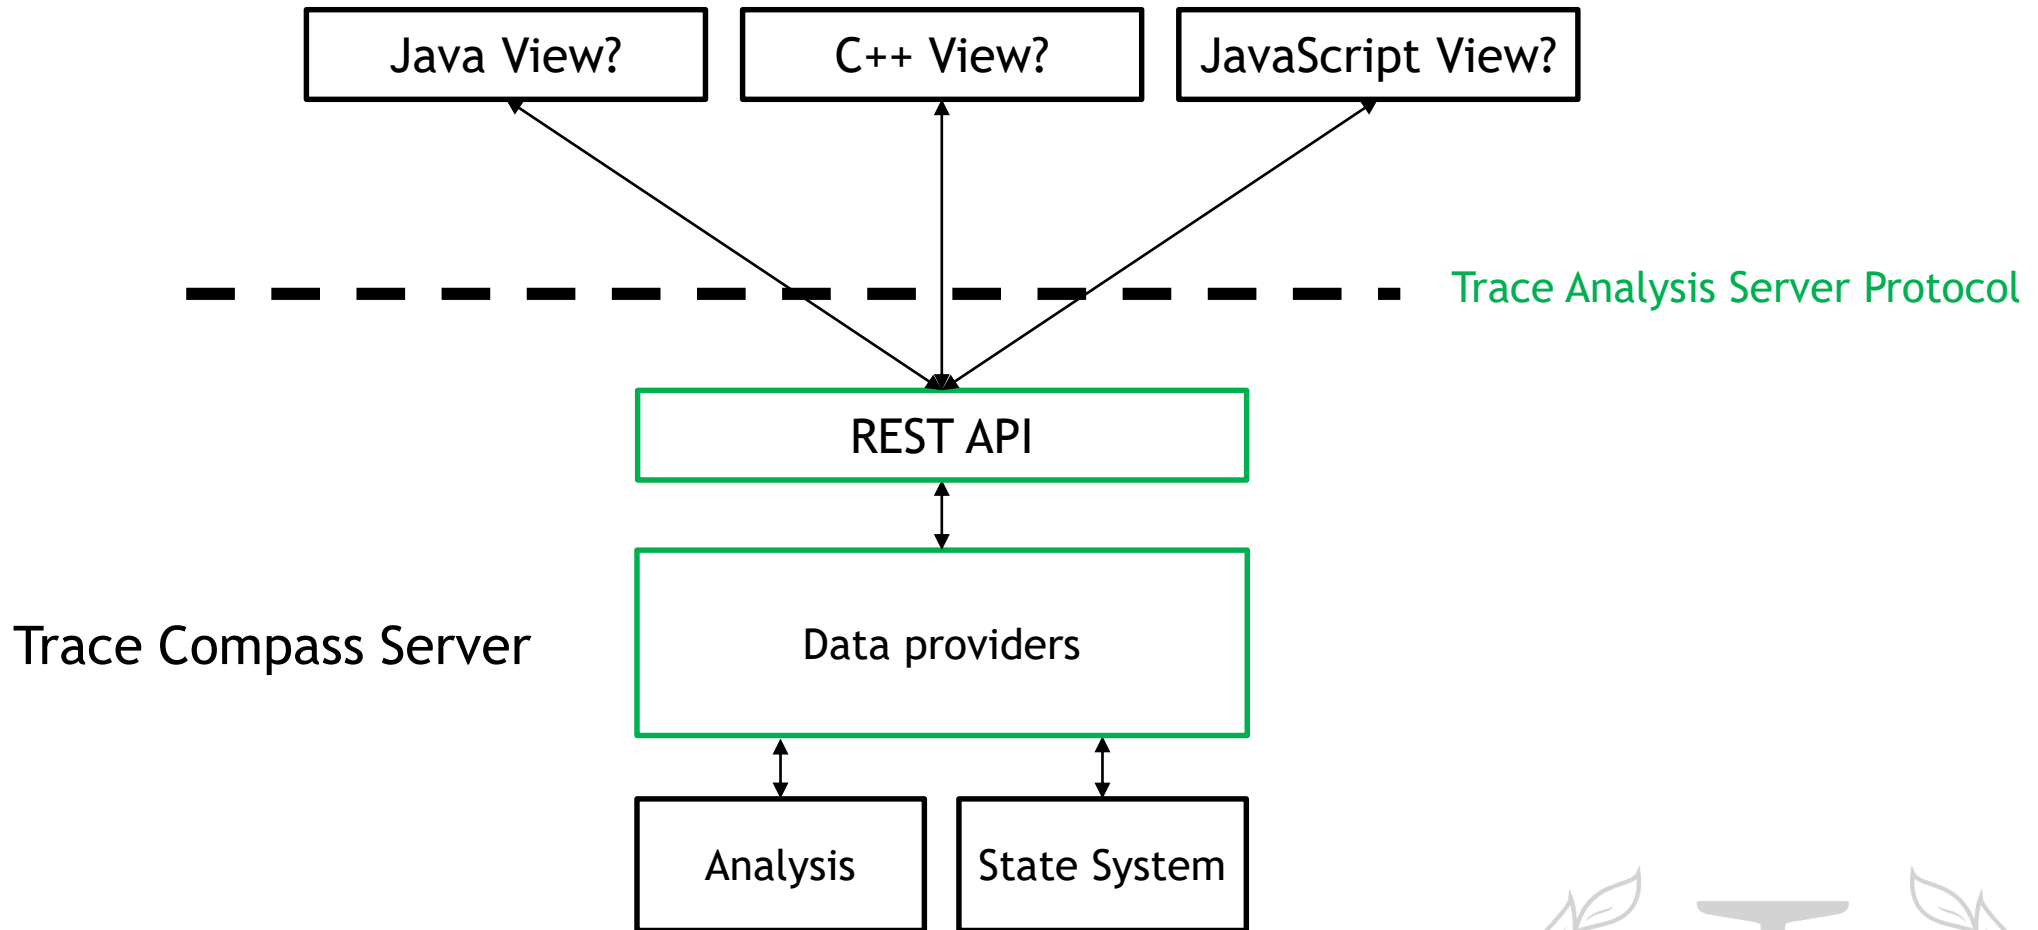 Java View?
C++ View?
JavaScript View?
Trace Analysis Server Protocol
REST API
Trace Compass Server
Data providers
Analysis
State System